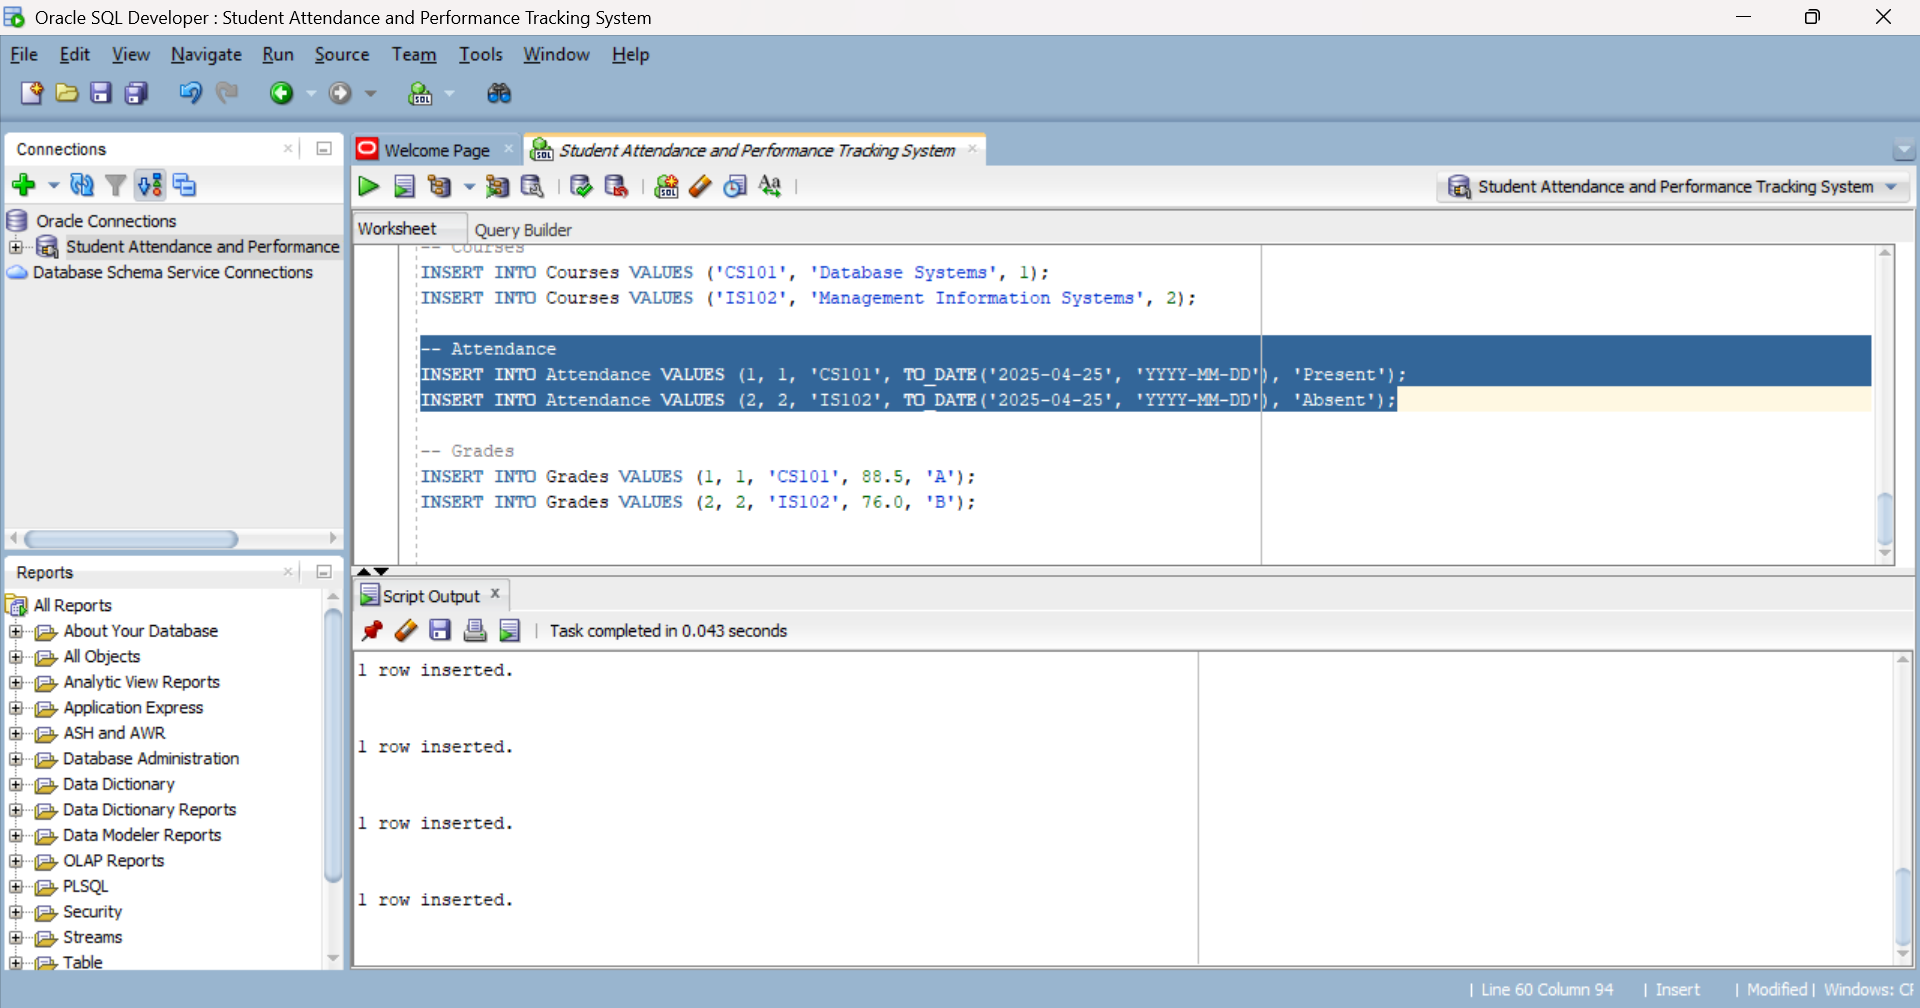 Oracle SQL Developer : Student Attendance and Performance Tracking System
File Edit View Navigate Run Source Team Tools Window Help
Connections
Oracle Connections
Student Attendance and Performance
Database Schema Service Connections
Reports
All Reports
About Your Database
All Objects
Analytic View Reports
Application Express
ASH and AWR
Database Administration
Data Dictionary
Data Dictionary Reports
Data Modeler Reports
OLAP Reports
PLSQL
Security
Streams
Table
Welcome Page
Student Attendance and Performance Tracking System
Student Attendance and Performance Tracking System
Worksheet Query Builder
-- Courses
INSERT INTO Courses VALUES ('CS101', 'Database Systems', 1);
INSERT INTO Courses VALUES ('IS102', 'Management Information Systems', 2);
-- Attendance
INSERT INTO Attendance VALUES (1, 1, 'CS101', TO_DATE('2025-04-25', 'YYYY-MM-DD'), 'Present');
INSERT INTO Attendance VALUES (2, 2, 'IS102', TO_DATE('2025-04-25', 'YYYY-MM-DD'), 'Absent');
-- Grades
INSERT INTO Grades VALUES (1, 1, 'CS101', 88.5, 'A');
INSERT INTO Grades VALUES (2, 2, 'IS102', 76.0, 'B');
Script Output
Task completed in 0.043 seconds
1 row inserted.
1 row inserted.
1 row inserted.
1 row inserted.
Line 60 Column 94 | Insert | Modified | Windows: CF